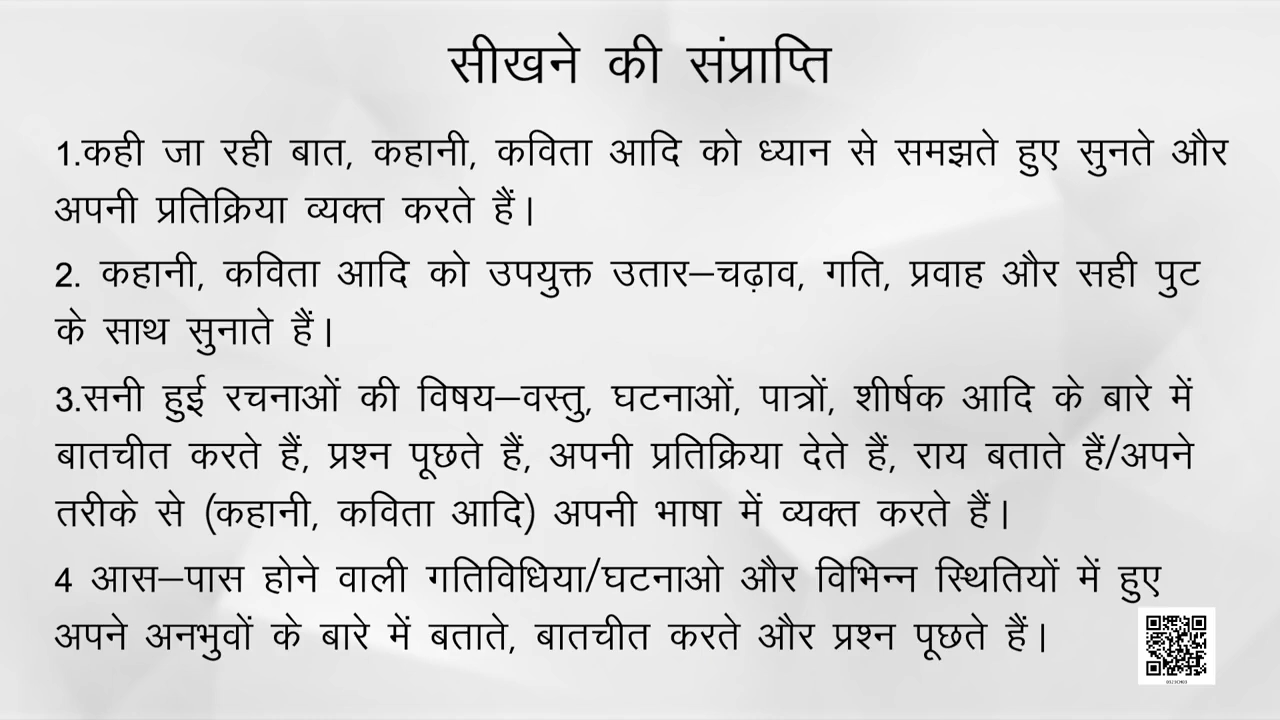 सीखने की संप्राप्ति
1.कही जा रही बात, कहानी, कविता आदि को ध्यान से समझते हुए सुनते और
अपनी प्रतिक्रिया व्यक्त करते हैं।
2. कहानी, कविता आदि को उपयुक्त उतार–चढ़ाव, गति, प्रवाह और सही पुट
के साथ सुनाते हैं।
3.सनी हुई रचनाओं की विषय–वस्तु, घटनाओं, पात्रों, शीर्षक आदि के बारे में
बातचीत करते हैं, प्रश्न पूछते हैं, अपनी प्रतिक्रिया देते हैं, राय बताते हैं/अपने
तरीके से (कहानी, कविता आदि) अपनी भाषा में व्यक्त करते हैं।
4 आस–पास होने वाली गतिविधिया/घटनाओ और विभिन्न स्थितियों में हुए
अपने अनभुवों के बारे में बताते, बातचीत करते और प्रश्न पूछते हैं।